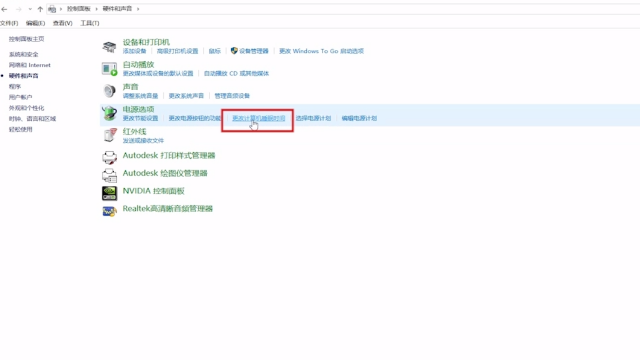 控制面板 > 硬件和声音
文件(F) 编辑(E) 查看(V) 工具(T)
控制面板主页
系统和安全
网络和 Internet
硬件和声音
程序
用户帐户
外观和个性化
时钟、语言和区域
轻松使用
设备和打印机
添加设备 高级打印机设置 鼠标 设备管理器 更改 Windows To Go 启动选项
自动播放
更改媒体或设备的默认设置 自动播放 CD 或其他媒体
声音
调整系统音量 更改系统声音 管理音频设备
电源选项
更改节能设置 更改电源按钮的功能 更改计算机睡眠时间 选择电源计划 编辑电源计划
红外线
发送或接收文件
Autodesk 打印样式管理器
Autodesk 绘图仪管理器
NVIDIA 控制面板
Realtek高清晰音频管理器